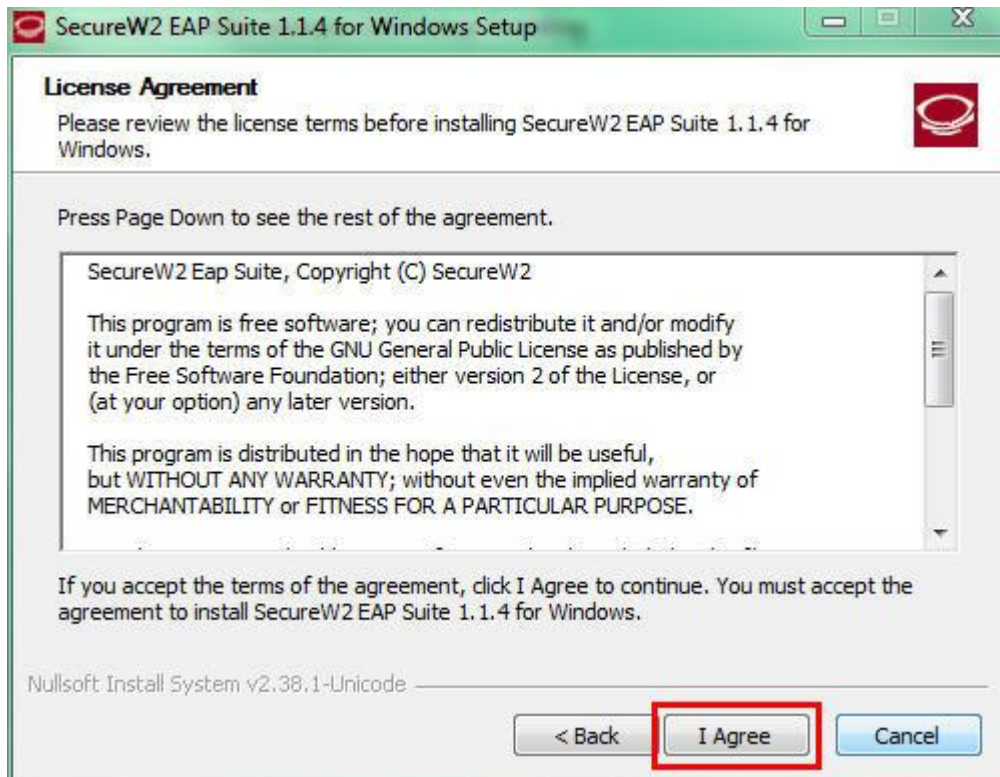 SecureW2 EAP Suite 1.1.4 for Windows Setup
License Agreement
Please review the license terms before installing SecureW2 EAP Suite 1.1.4 for
Windows.
Press Page Down to see the rest of the agreement.
SecureW2 Eap Suite, Copyright (C) SecureW2
This program is free software; you can redistribute it and/or modify
it under the terms of the GNU General Public License as published by
the Free Software Foundation; either version 2 of the License, or
(at your option) any later version.
This program is distributed in the hope that it will be useful,
but WITHOUT ANY WARRANTY; without even the implied warranty of
MERCHANTABILITY or FITNESS FOR A PARTICULAR PURPOSE.
If you accept the terms of the agreement, click I Agree to continue. You must accept the
agreement to install SecureW2 EAP Suite 1.1.4 for Windows.
Nullsoft Install System v2.38.1-Unicode
< Back
I Agree
Cancel